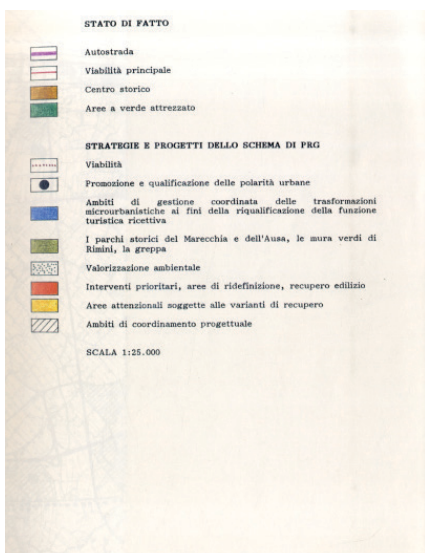 STATO DI FATTO
Autostrada
Viabilità principale
Centro storico
Aree a verde attrezzato
STRATEGIE E PROGETTI DELLO SCHEMA DI PRG
Viabilità
Promozione e qualificazione delle polarità urbane
Ambiti di gestione coordinata delle trasformazioni
microurbanistiche ai fini della riqualificazione della funzione
turistica ricettiva
I parchi storici del Marecchia e dell'Ausa, le mura verdi di
Rimini, la greppa
Valorizzazione ambientale
Interventi prioritari, aree di ridefinizione, recupero edilizio
Aree attenzionali soggette alle varianti di recupero
Ambiti di coordinamento progettuale
SCALA 1:25.000